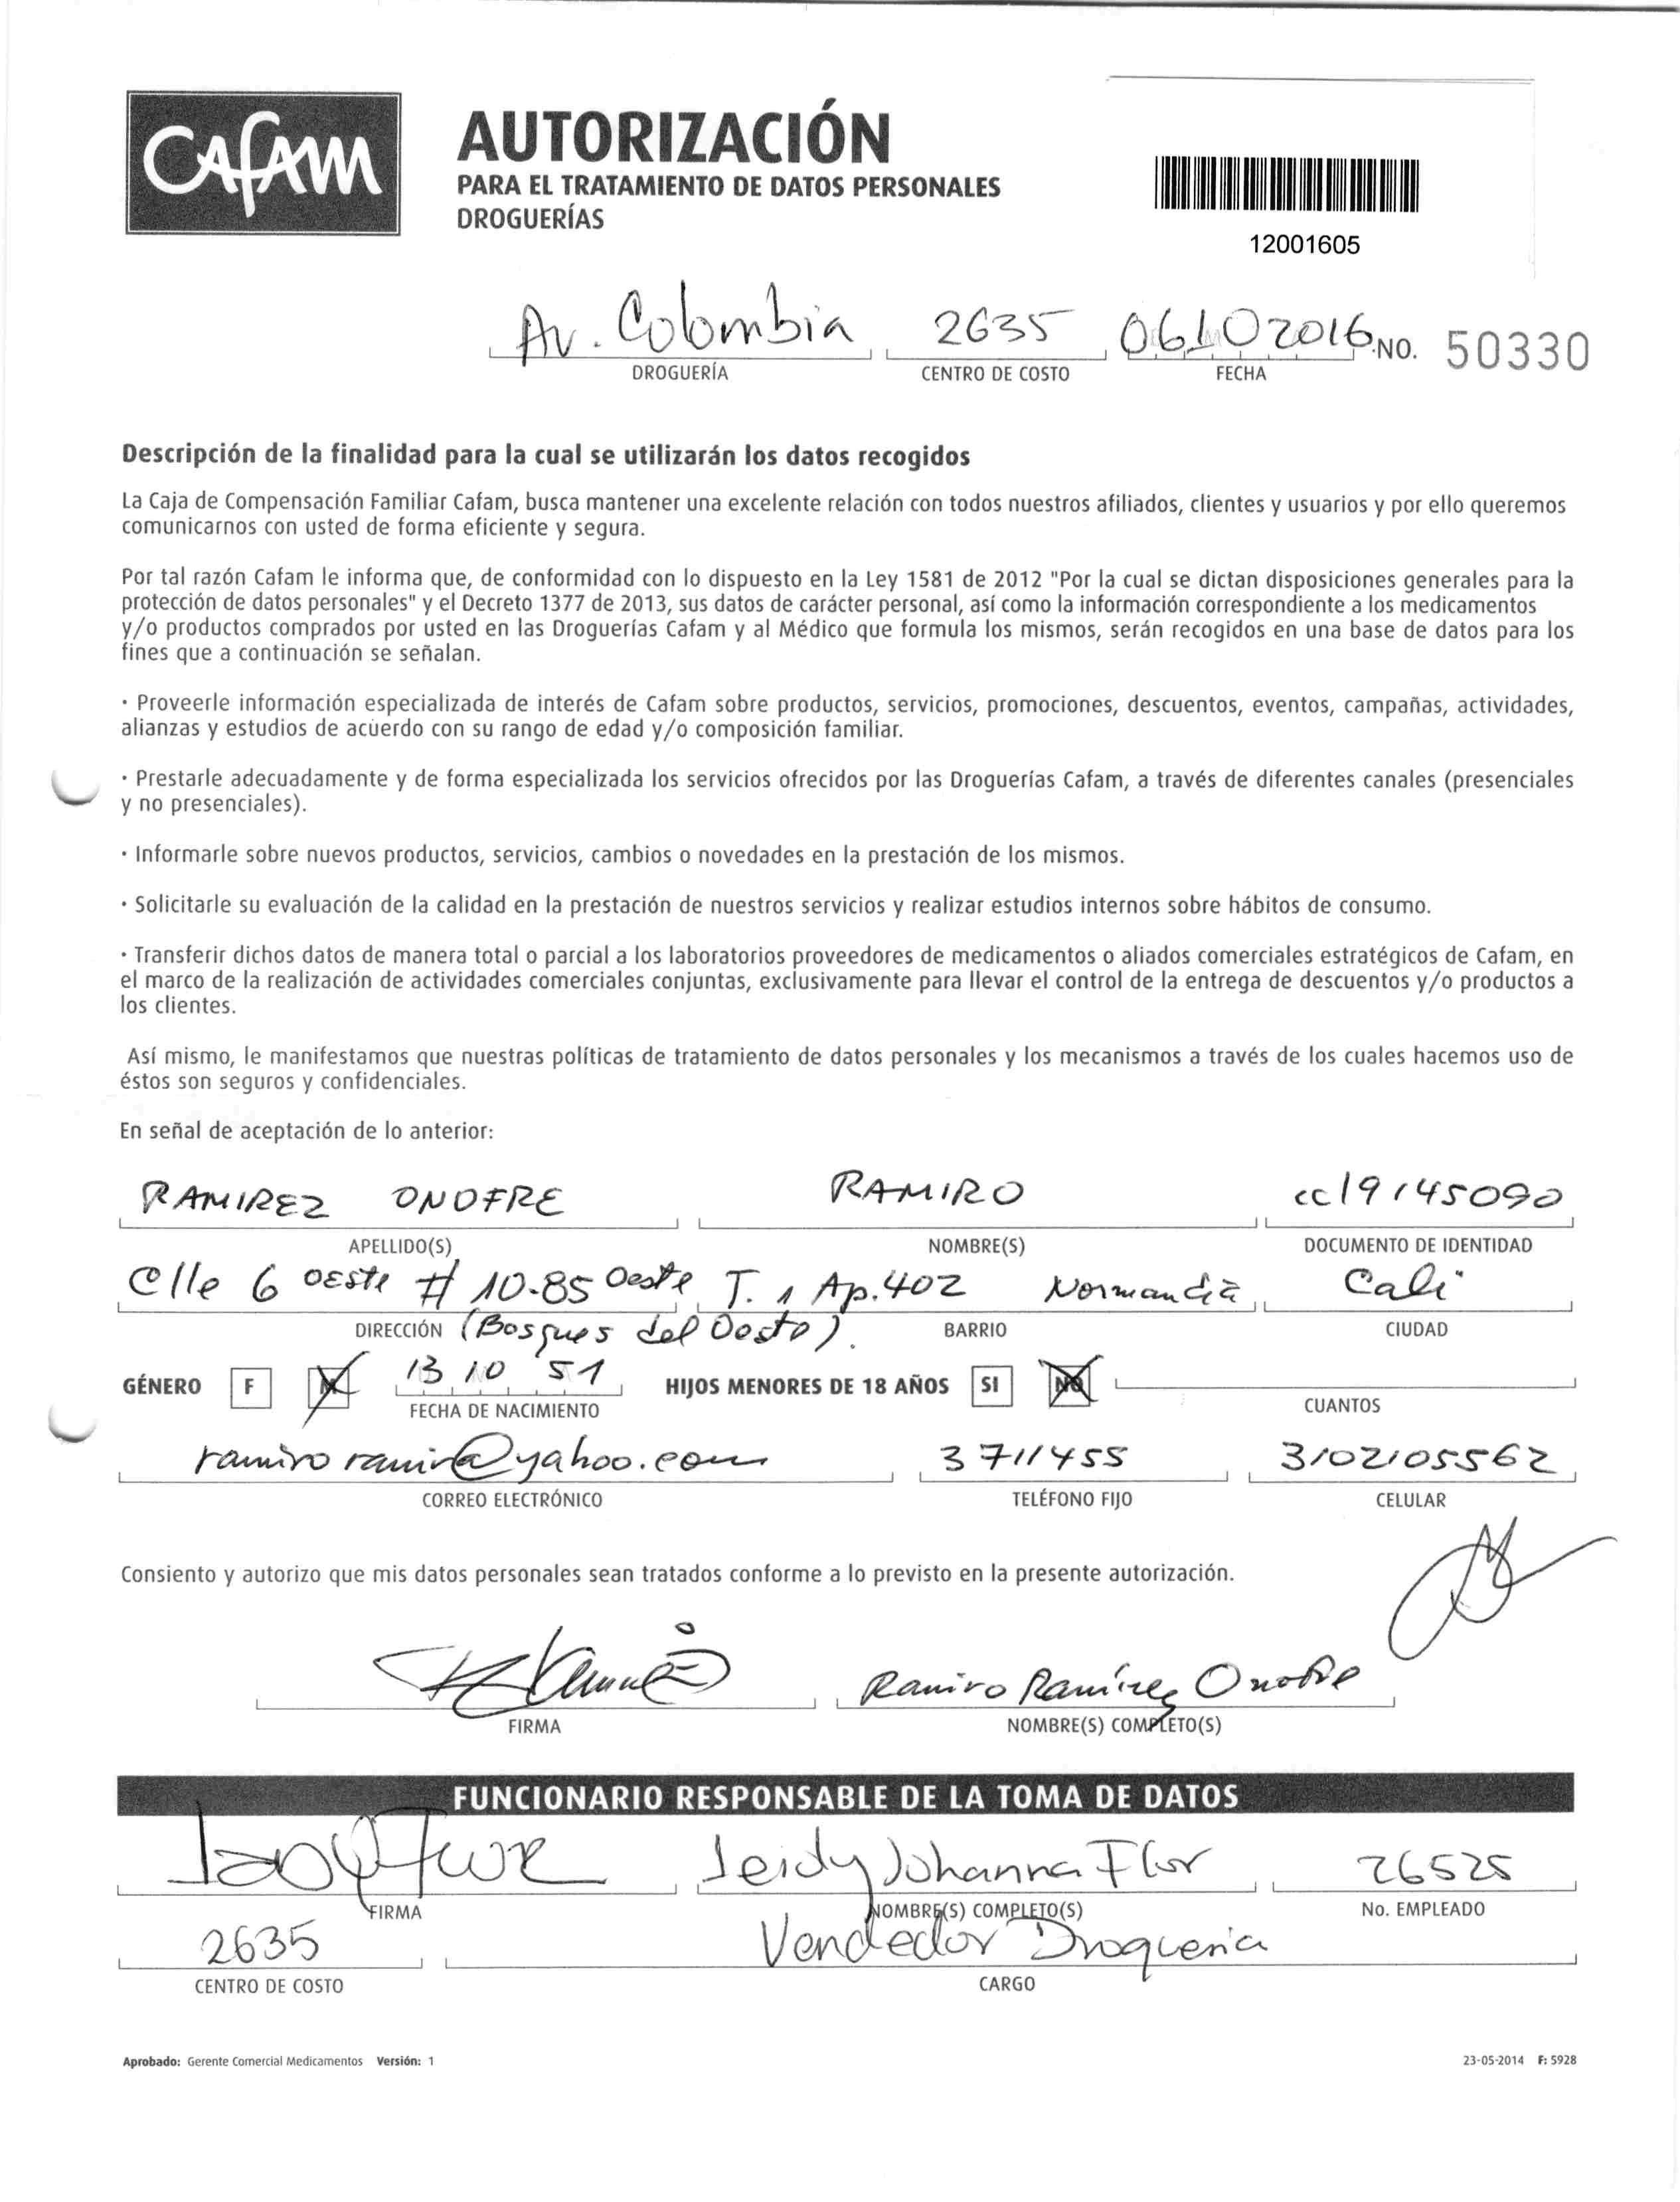 CAFAM
AUTORIZACIÓN
PARA EL TRATAMIENTO DE DATOS PERSONALES
DROGUERÍAS
12001605
Av. Colombia 2635 06102016 NO. 50330
DROGUERÍA CENTRO DE COSTO FECHA
Descripción de la finalidad para la cual se utilizarán los datos recogidos
La Caja de Compensación Familiar Cafam, busca mantener una excelente relación con todos nuestros afiliados, clientes y usuarios y por ello queremos
comunicarnos con usted de forma eficiente y segura.
Por tal razón Cafam le informa que, de conformidad con lo dispuesto en la Ley 1581 de 2012 "Por la cual se dictan disposiciones generales para la
protección de datos personales" y el Decreto 1377 de 2013, sus datos de carácter personal, así como la información correspondiente a los medicamentos
y/o productos comprados por usted en las Droguerías Cafam y al Médico que formula los mismos, serán recogidos en una base de datos para los
fines que a continuación se señalan.
· Proveerle información especializada de interés de Cafam sobre productos, servicios, promociones, descuentos, eventos, campañas, actividades,
alianzas y estudios de acuerdo con su rango de edad y/o composición familiar.
· Prestarle adecuadamente y de forma especializada los servicios ofrecidos por las Droguerías Cafam, a través de diferentes canales (presenciales
y no presenciales).
· Informarle sobre nuevos productos, servicios, cambios o novedades en la prestación de los mismos.
· Solicitarle su evaluación de la calidad en la prestación de nuestros servicios y realizar estudios internos sobre hábitos de consumo.
· Transferir dichos datos de manera total o parcial a los laboratorios proveedores de medicamentos o aliados comerciales estratégicos de Cafam, en
el marco de la realización de actividades comerciales conjuntas, exclusivamente para llevar el control de la entrega de descuentos y/o productos a
los clientes.
Así mismo, le manifestamos que nuestras políticas de tratamiento de datos personales y los mecanismos a través de los cuales hacemos uso de
éstos son seguros y confidenciales.
En señal de aceptación de lo anterior:
RAMIREZ ONOFRE RAMIRO cc19145090
APELLIDO(S) NOMBRE(S) DOCUMENTO DE IDENTIDAD
Clle 6 oeste # 10-85 Oeste T. 1 Ap.402 Normandia Cali
DIRECCIÓN (Bosques del Oeste). BARRIO CIUDAD
GÉNERO F M 13 10 51 HIJOS MENORES DE 18 AÑOS SI NO
FECHA DE NACIMIENTO CUANTOS
ramiro ramir@yahoo.com 3711455 3102105562
CORREO ELECTRÓNICO TELÉFONO FIJO CELULAR
Consiento y autorizo que mis datos personales sean tratados conforme a lo previsto en la presente autorización.
Ramiro Ramírez Onofre
FIRMA NOMBRE(S) COMPLETO(S)
FUNCIONARIO RESPONSABLE DE LA TOMA DE DATOS
Leidy Johanna Flor 26525
FIRMA NOMBRE(S) COMPLETO(S) No. EMPLEADO
2635 Vendedor Drogueria
CENTRO DE COSTO CARGO
Aprobado: Gerente Comercial Medicamentos Versión: 1 23-05-2014 F: 5928